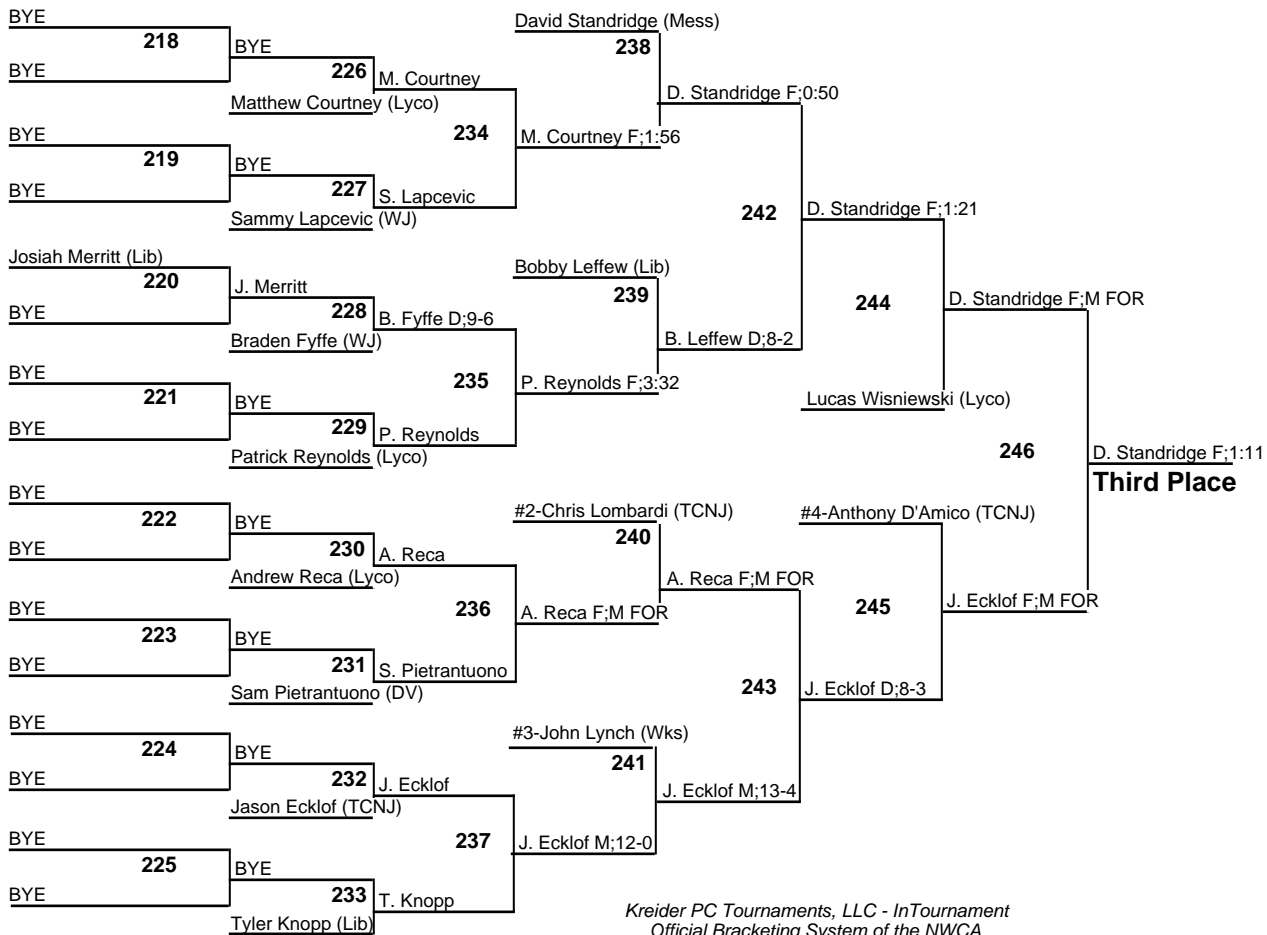 BYE
218
BYE
BYE
226
M. Courtney
Matthew Courtney (Lyco)
234
M. Courtney F;1:56
BYE
219
BYE
BYE
227
S. Lapcevic
Sammy Lapcevic (WJ)
David Standridge (Mess)
238
D. Standridge F;0:50
242
D. Standridge F;1:21
Josiah Merritt (Lib)
220
J. Merritt
BYE
228
B. Fyffe D;9-6
Braden Fyffe (WJ)
235
P. Reynolds F;3:32
BYE
221
BYE
BYE
229
P. Reynolds
Patrick Reynolds (Lyco)
Bobby Leffew (Lib)
239
B. Leffew D;8-2
244
D. Standridge F;M FOR
Lucas Wisniewski (Lyco)
246
D. Standridge F;1:11
Third Place
BYE
222
BYE
BYE
230
A. Reca
Andrew Reca (Lyco)
236
A. Reca F;M FOR
BYE
223
BYE
BYE
231
S. Pietrantuono
Sam Pietrantuono (DV)
#2-Chris Lombardi (TCNJ)
240
A. Reca F;M FOR
#4-Anthony D'Amico (TCNJ)
245
J. Ecklof F;M FOR
243
J. Ecklof D;8-3
BYE
224
BYE
BYE
232
J. Ecklof
Jason Ecklof (TCNJ)
237
J. Ecklof M;12-0
BYE
225
BYE
BYE
233
T. Knopp
Tyler Knopp (Lib)
#3-John Lynch (Wks)
241
J. Ecklof M;13-4
Kreider PC Tournaments, LLC - InTournament
Official Bracketing System of the NWCA